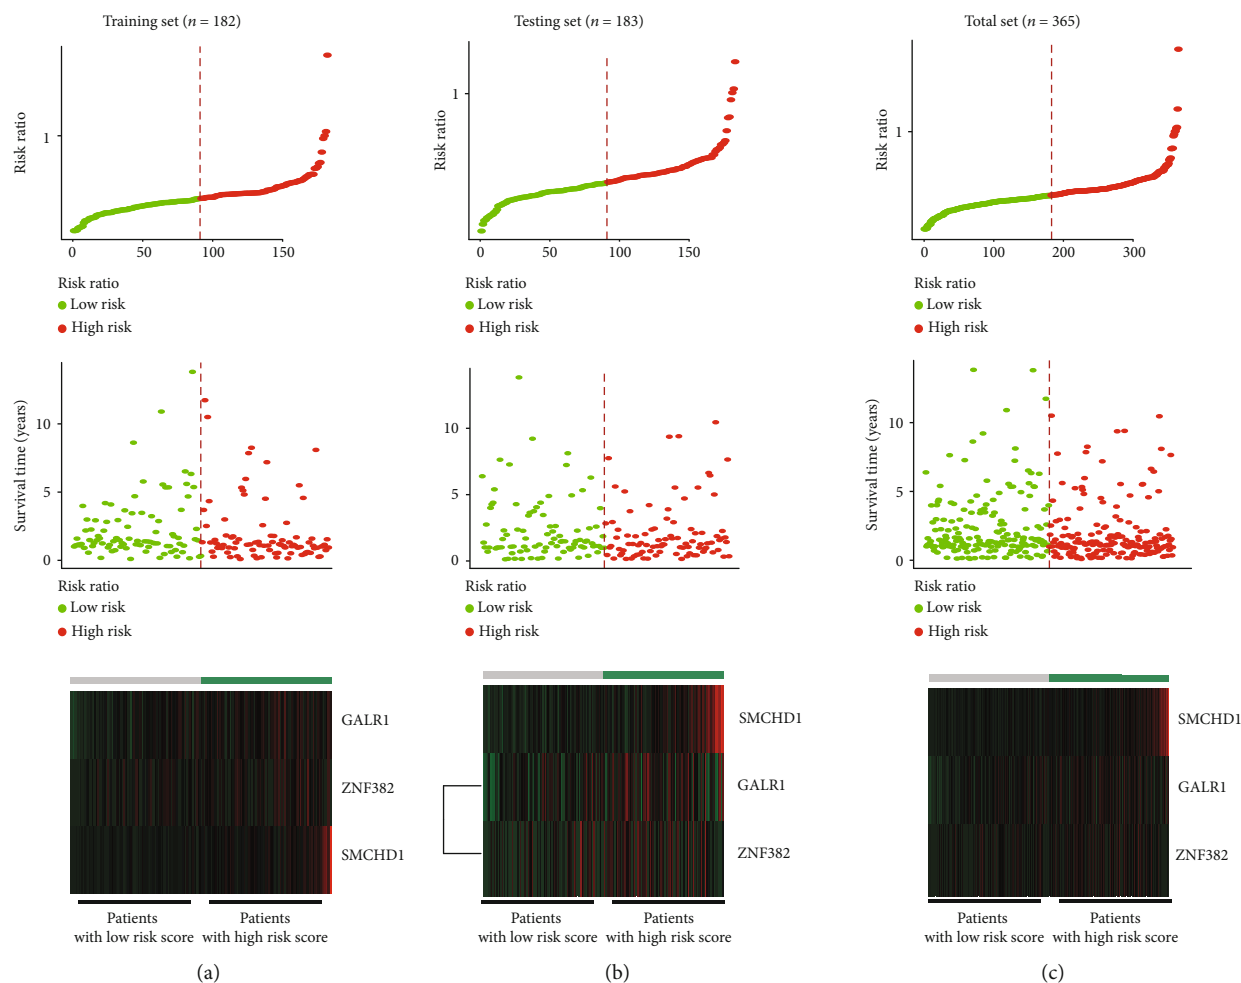 Training set (n = 182)
Risk ratio
1
0
50
100
150
Risk ratio
Low risk
High risk
Survival time (years)
10
5
0
Risk ratio
Low risk
High risk
GALR1
ZNF382
SMCHD1
Patients
with low risk score
Patients
with high risk score
(a)
Testing set (n = 183)
Risk ratio
1
0
50
100
150
Risk ratio
Low risk
High risk
10
5
0
Risk ratio
Low risk
High risk
SMCHD1
GALR1
ZNF382
Patients
with low risk score
Patients
with high risk score
(b)
Total set (n = 365)
Risk ratio
1
0
100
200
300
Risk ratio
Low risk
High risk
Survival time (years)
10
5
0
Risk ratio
Low risk
High risk
SMCHD1
GALR1
ZNF382
Patients
with low risk score
Patients
with high risk score
(c)